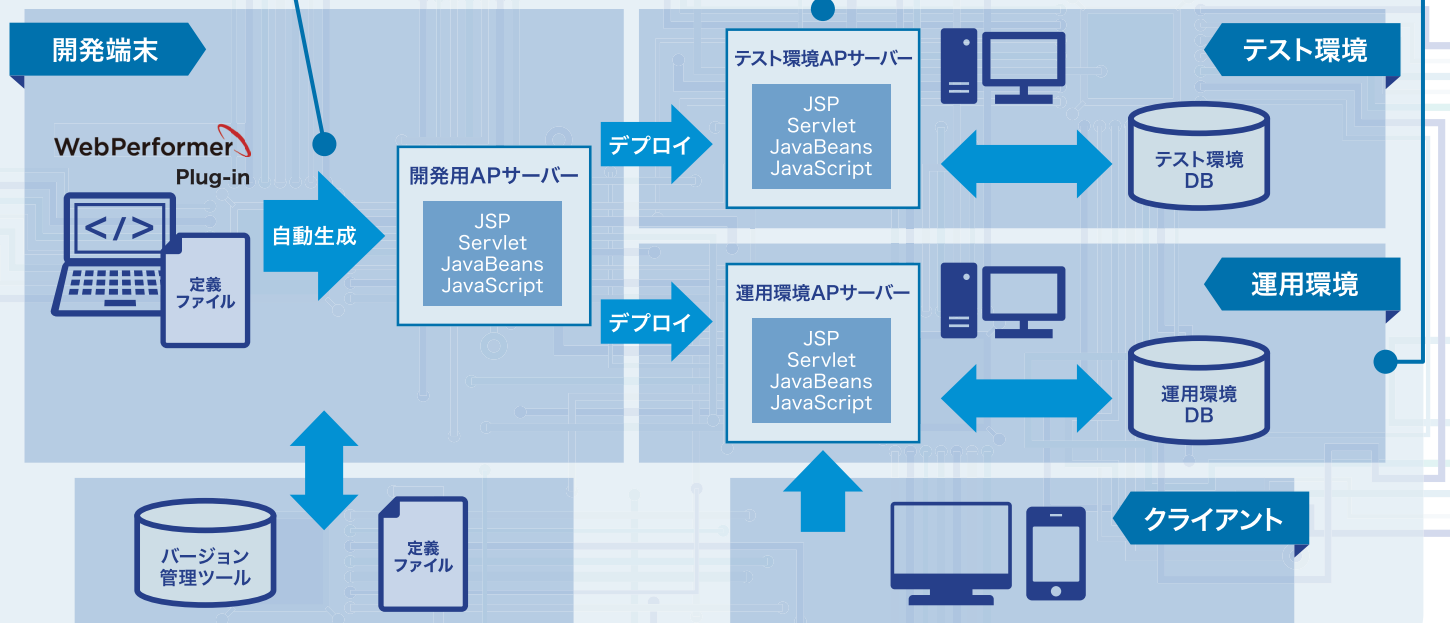 開発端末
WebPerformer
Plug-in
</>
定義
ファイル
自動生成
開発用APサーバー
JSP
Servlet
JavaBeans
JavaScript
デプロイ
デプロイ
テスト環境
テスト環境APサーバー
JSP
Servlet
JavaBeans
JavaScript
テスト環境
DB
運用環境
運用環境APサーバー
JSP
Servlet
JavaBeans
JavaScript
運用環境
DB
バージョン
管理ツール
定義
ファイル
クライアント